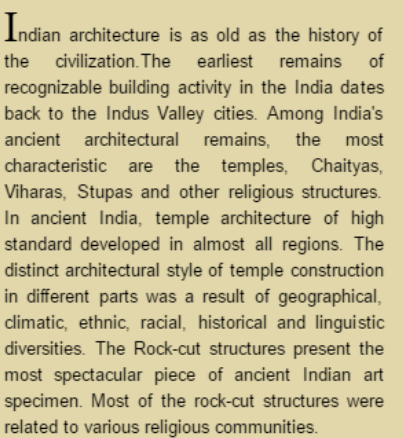 Indian architecture is as old as the history of
the civilization.The earliest remains of
recognizable building activity in the India dates
back to the Indus Valley cities. Among India's
ancient architectural remains, the most
characteristic are the temples, Chaityas,
Viharas, Stupas and other religious structures.
In ancient India, temple architecture of high
standard developed in almost all regions. The
distinct architectural style of temple construction
in different parts was a result of geographical,
climatic, ethnic, racial, historical and linguistic
diversities. The Rock-cut structures present the
most spectacular piece of ancient Indian art
specimen. Most of the rock-cut structures were
related to various religious communities.